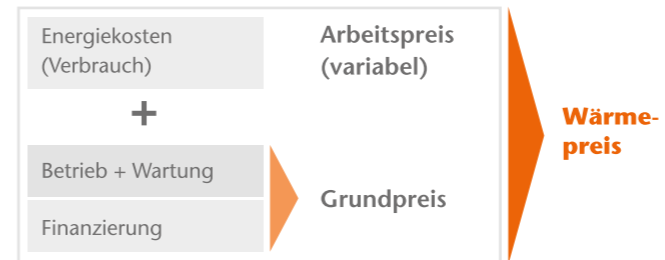 Energiekosten
(Verbrauch)
Arbeitspreis
(variabel)
+
Wärme-
preis
Betrieb + Wartung
Grundpreis
Finanzierung